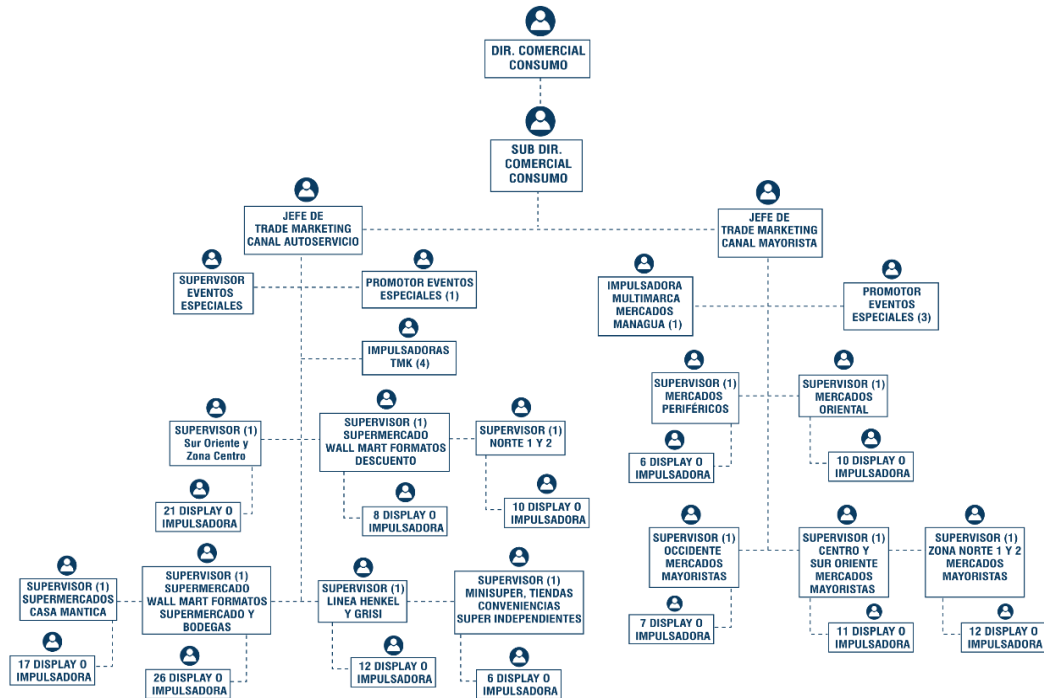 DIR. COMERCIAL
CONSUMO
SUB DIR.
COMERCIAL
CONSUMO
JEFE DE
TRADE MARKETING
CANAL AUTOSERVICIO
JEFE DE
TRADE MARKETING
CANAL MAYORISTA
SUPERVISOR
EVENTOS
ESPECIALES
PROMOTOR EVENTOS
ESPECIALES (1)
IMPULSADORA
MULTIMARCA
MERCADOS
MANAGUA (1)
PROMOTOR
EVENTOS
ESPECIALES (3)
IMPULSADORAS
TMK (4)
SUPERVISOR (1)
MERCADOS
PERIFÉRICOS
SUPERVISOR (1)
MERCADOS
ORIENTAL
SUPERVISOR (1)
Sur Oriente y
Zona Centro
SUPERVISOR (1)
SUPERMERCADO
WALL MART FORMATOS
DESCUENTO
SUPERVISOR (1)
NORTE 1 Y 2
6 DISPLAY O
IMPULSADORA
10 DISPLAY O
IMPULSADORA
21 DISPLAY O
IMPULSADORA
8 DISPLAY O
IMPULSADORA
10 DISPLAY O
IMPULSADORA
SUPERVISOR (1)
OCCIDENTE
MERCADOS
MAYORISTAS
SUPERVISOR (1)
CENTRO Y
SUR ORIENTE
MERCADOS
MAYORISTAS
SUPERVISOR (1)
ZONA NORTE 1 Y 2
MERCADOS
MAYORISTAS
SUPERVISOR (1)
SUPERMERCADOS
CASA MANTICA
SUPERVISOR (1)
SUPERMERCADO
WALL MART FORMATOS
SUPERMERCADO Y
BODEGAS
SUPERVISOR (1)
LINEA HENKEL
Y GRISI
SUPERVISOR (1)
MINISUPER, TIENDAS
CONVENIENCIAS
SUPER INDEPENDIENTES
7 DISPLAY O
IMPULSADORA
11 DISPLAY O
IMPULSADORA
12 DISPLAY O
IMPULSADORA
17 DISPLAY O
IMPULSADORA
26 DISPLAY O
IMPULSADORA
12 DISPLAY O
IMPULSADORA
6 DISPLAY O
IMPULSADORA